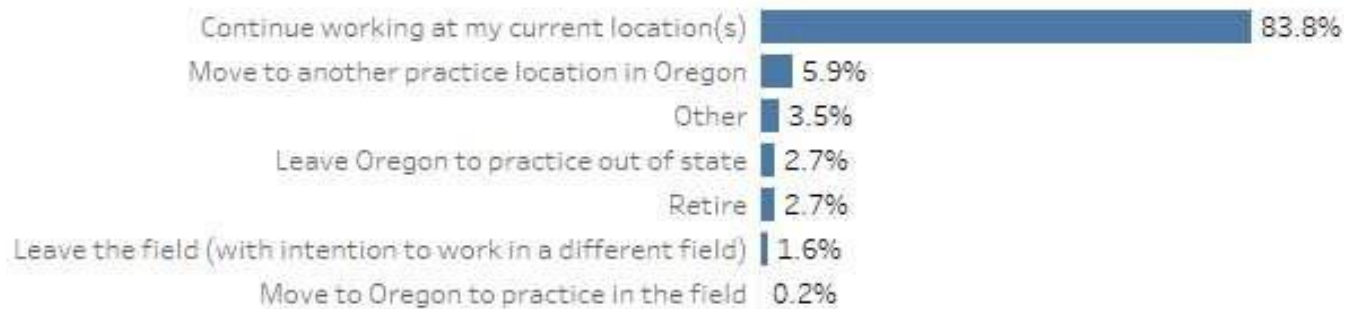 Continue working at my current location(s) 83.8%
Move to another practice location in Oregon 5.9%
Other 3.5%
Leave Oregon to practice out of state 2.7%
Retire 2.7%
Leave the field (with intention to work in a different field) 1.6%
Move to Oregon to practice in the field 0.2%